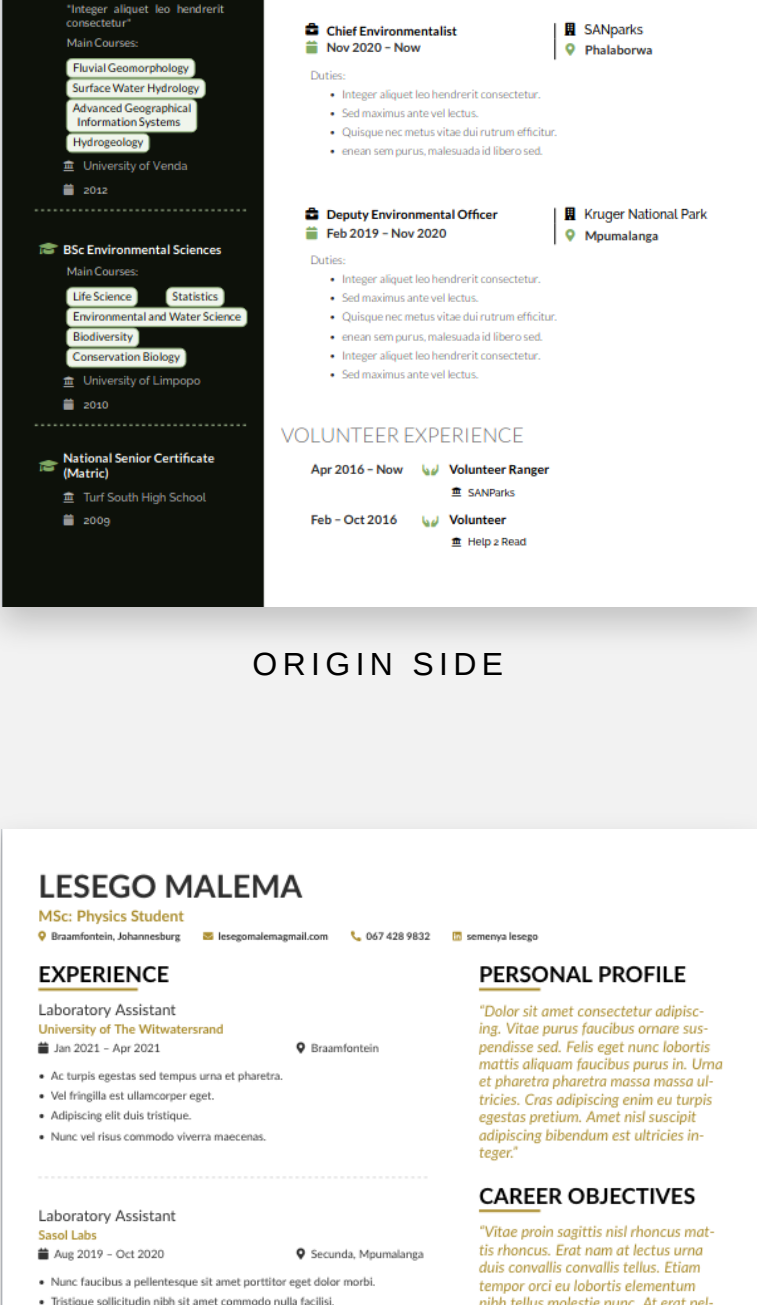 "Integer aliquet leo hendrerit
consectetur"
Main Courses:
Fluvial Geomorphology
Surface Water Hydrology
Advanced Geographical
Information Systems
Hydrogeology
University of Venda
2012
BSc Environmental Sciences
Main Courses:
Life Science Statistics
Environmental and Water Science
Biodiversity
Conservation Biology
University of Limpopo
2010
National Senior Certificate
(Matric)
Turf South High School
2009
Chief Environmentalist SANparks
Nov 2020 – Now Phalaborwa
Duties:
• Integer aliquet leo hendrerit consectetur.
• Sed maximus ante vel lectus.
• Quisque nec metus vitae dui rutrum efficitur.
• enean sem purus, malesuada id libero sed.
Deputy Environmental Officer Kruger National Park
Feb 2019 – Nov 2020 Mpumalanga
Duties:
• Integer aliquet leo hendrerit consectetur.
• Sed maximus ante vel lectus.
• Quisque nec metus vitae dui rutrum efficitur.
• enean sem purus, malesuada id libero sed.
• Integer aliquet leo hendrerit consectetur.
• Sed maximus ante vel lectus.
VOLUNTEER EXPERIENCE
Apr 2016 – Now Volunteer Ranger
SANParks
Feb – Oct 2016 Volunteer
Help 2 Read
ORIGIN SIDE
LESEGO MALEMA
MSc: Physics Student
Braamfontein, Johannesburg lesegomalemagmail.com 067 428 9832 semenya lesego
EXPERIENCE
Laboratory Assistant
University of The Witwatersrand
Jan 2021 – Apr 2021 Braamfontein
• Ac turpis egestas sed tempus urna et pharetra.
• Vel fringilla est ullamcorper eget.
• Adipiscing elit duis tristique.
• Nunc vel risus commodo viverra maecenas.
Laboratory Assistant
Sasol Labs
Aug 2019 – Oct 2020 Secunda, Mpumalanga
• Nunc faucibus a pellentesque sit amet porttitor eget dolor morbi.
• Tristique sollicitudin nibh sit amet commodo nulla facilisi.
PERSONAL PROFILE
“Dolor sit amet consectetur adipisc-
ing. Vitae purus faucibus ornare sus-
pendisse sed. Felis eget nunc lobortis
mattis aliquam faucibus purus in. Urna
et pharetra pharetra massa massa ul-
tricies. Cras adipiscing enim eu turpis
egestas pretium. Amet nisl suscipit
adipiscing bibendum est ultricies in-
teger.”
CAREER OBJECTIVES
“Vitae proin sagittis nisl rhoncus mat-
tis rhoncus. Erat nam at lectus urna
duis convallis convallis tellus. Etiam
tempor orci eu lobortis elementum
nibh tellus molestie nunc. At erat pel-